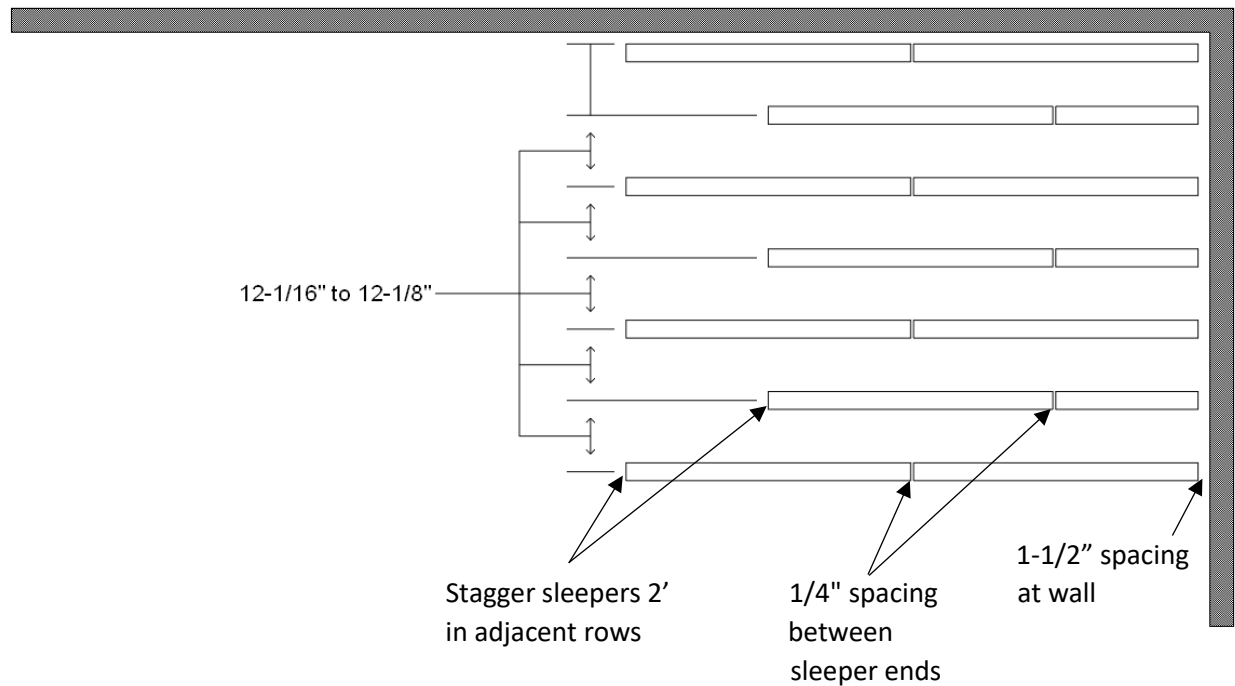 12-1/16" to 12-1/8"
Stagger sleepers 2’
in adjacent rows
1/4" spacing
between
sleeper ends
1-1/2” spacing
at wall